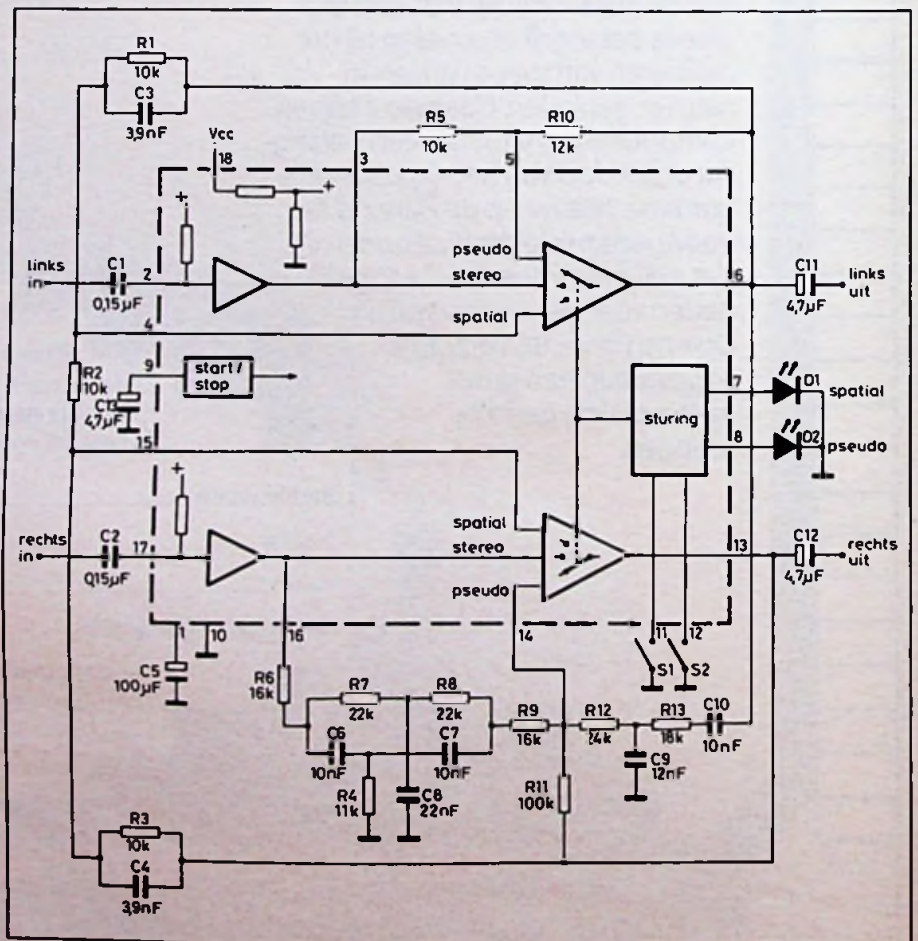 R1
10k
C3
3,9nF
Vcc
18
3
R5
10k
5
R10
12k
+
+
links
in
C1
0,15µF
2
pseudo
stereo
spatial
6
C11
4,7µF
links
uit
4
R2
10k
9
start/
stop
C13
4,7µF
15
sturing
7
D1
spatial
8
D2
pseudo
+
rechts
in
C2
0,15µF
17
spatial
stereo
pseudo
13
C12
4,7µF
rechts
uit
1
10
16
14
11
12
S1
S2
C5
100µF
R6
16k
R7
22k
R8
22k
C6
10nF
C7
10nF
R4
11k
C8
22nF
R9
16k
R12
24k
R13
18k
C10
10nF
C9
12nF
R11
100k
R3
10k
C4
3,9nF